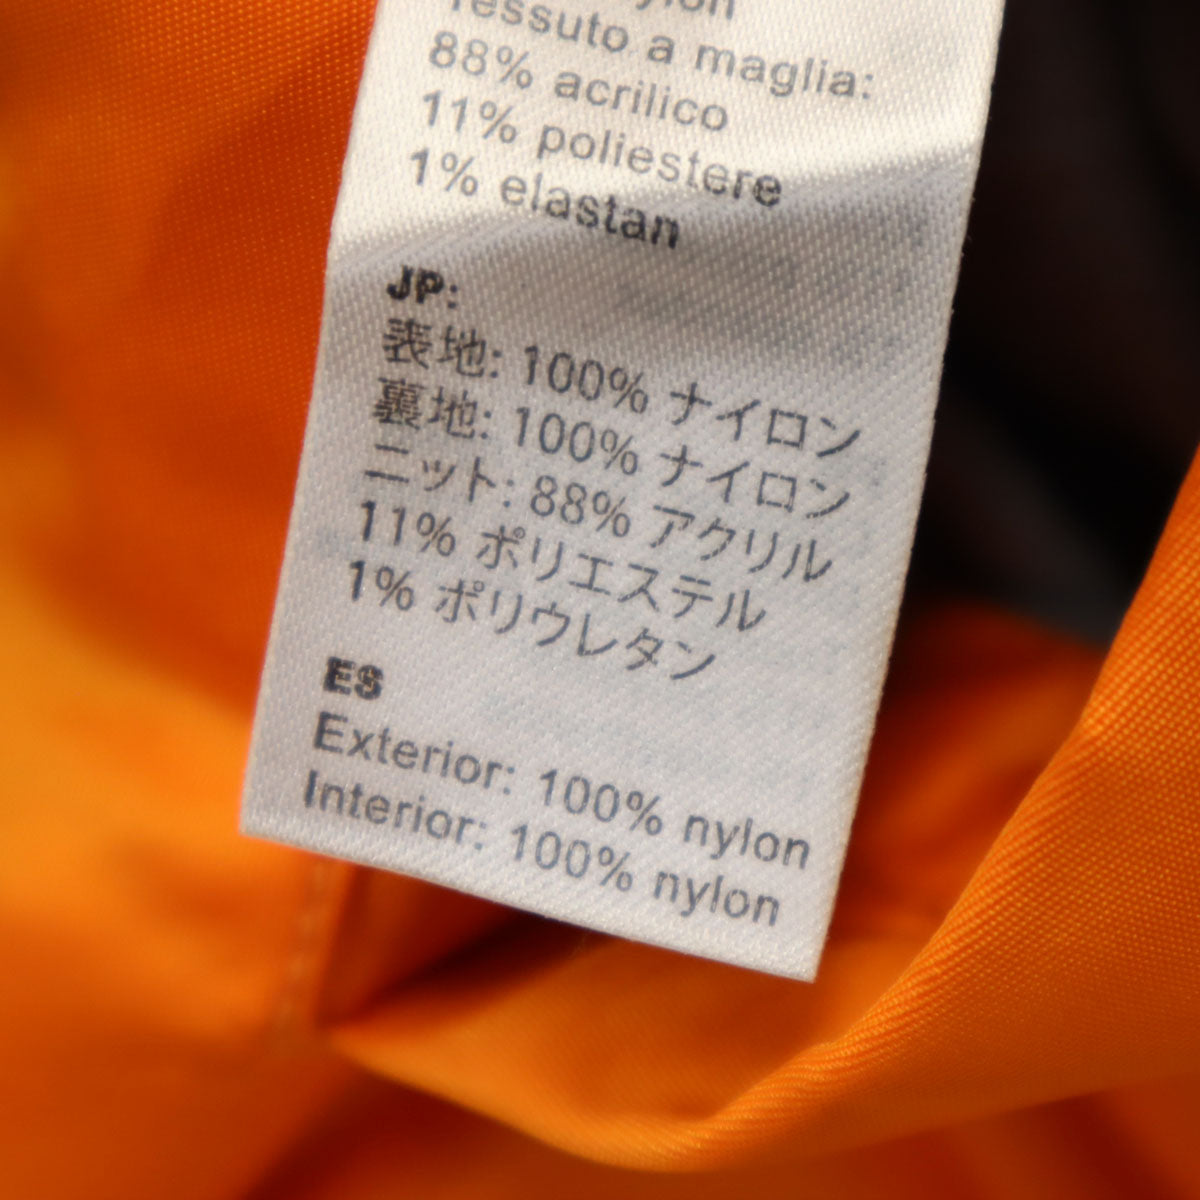 nylon
Tessuto a maglia:
88% acrilico
11% poliestere
1% elastan
JP:
表地: 100% ナイロン
裏地: 100% ナイロン
ニット: 88% アクリル
11% ポリエステル
1% ポリウレタン
ES
Exterior: 100% nylon
Interior: 100% nylon